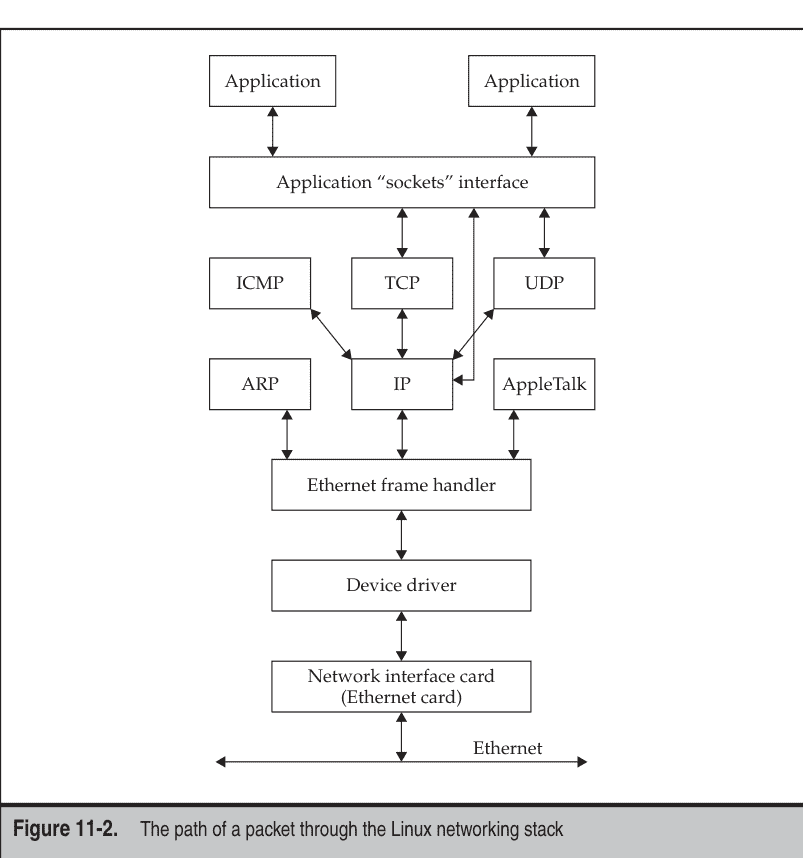 Application
Application
Application “sockets” interface
ICMP
TCP
UDP
ARP
IP
AppleTalk
Ethernet frame handler
Device driver
Network interface card
(Ethernet card)
Ethernet
Figure 11-2. The path of a packet through the Linux networking stack